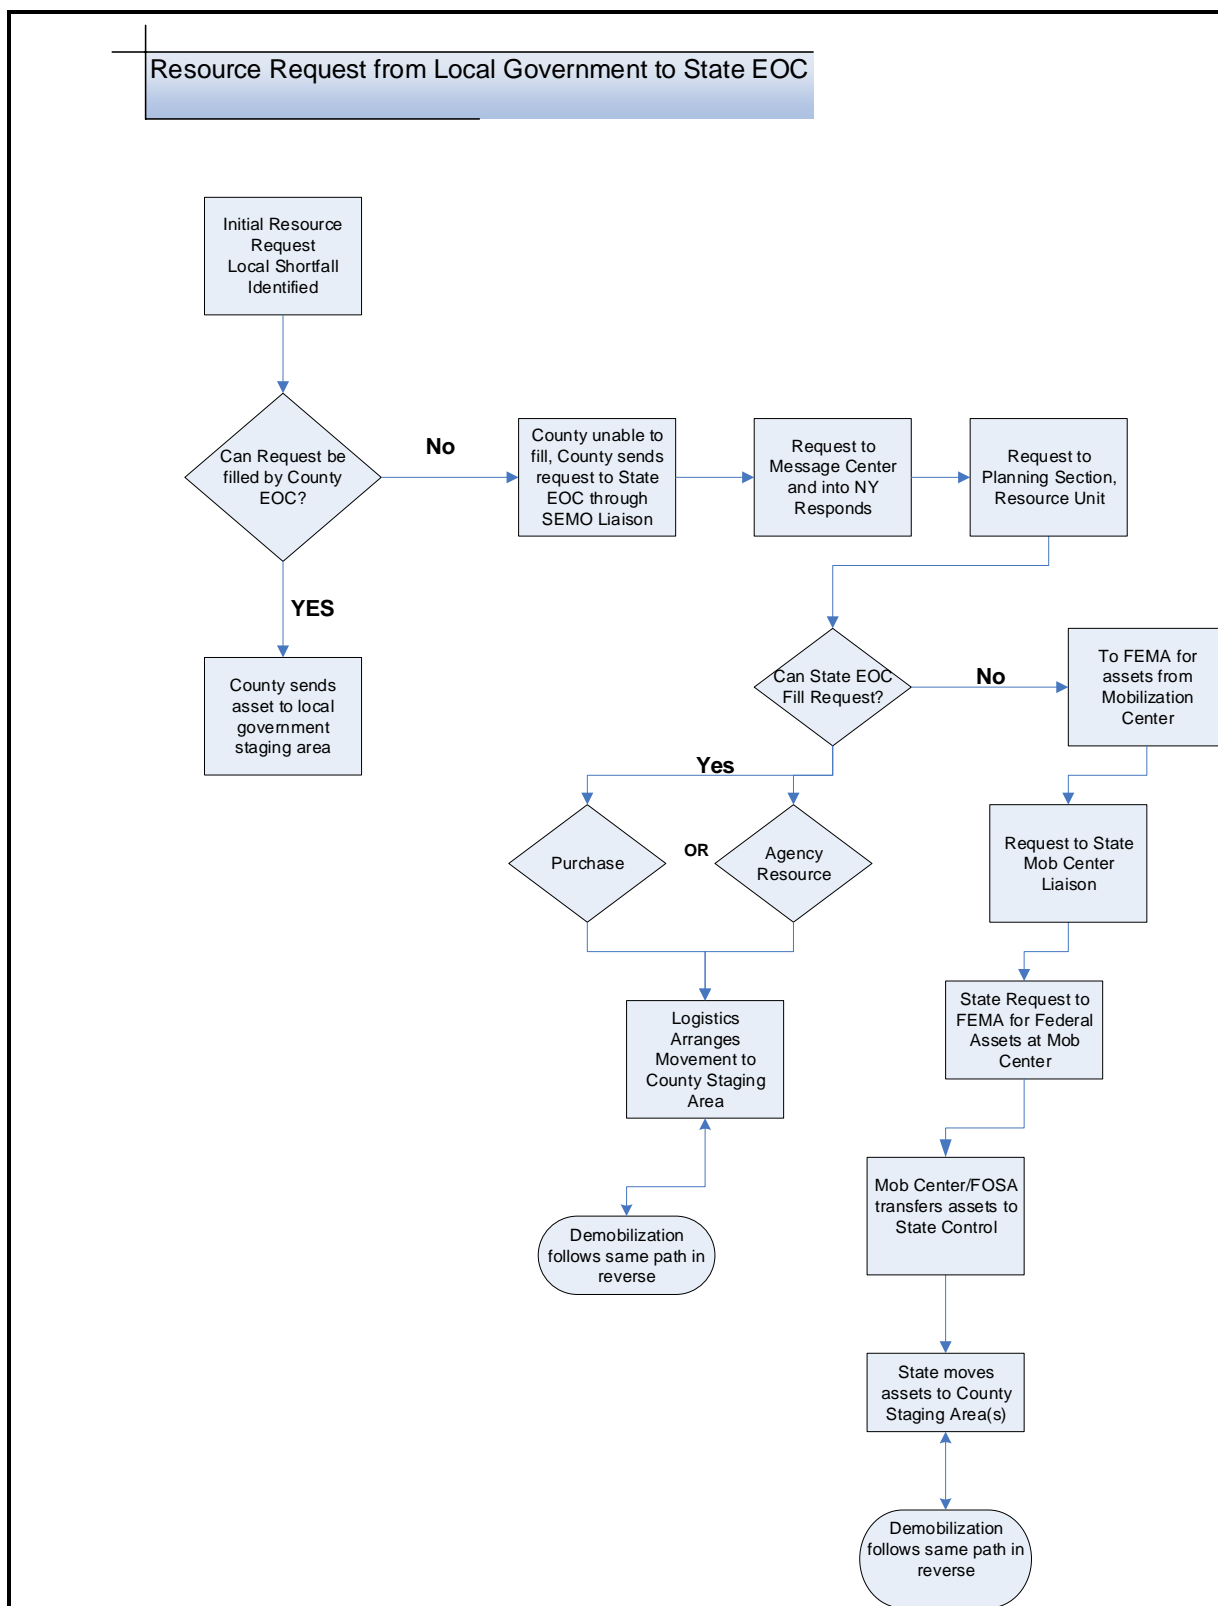 Resource Request from Local Government to State EOC
Initial Resource
Request
Local Shortfall
Identified
Can Request be
filled by County
EOC?
No
County unable to
fill, County sends
request to State
EOC through
SEMO Liaison
Request to
Message Center
and into NY
Responds
Request to
Planning Section,
Resource Unit
YES
County sends
asset to local
government
staging area
Can State EOC
Fill Request?
No
To FEMA for
assets from
Mobilization
Center
Yes
Purchase
OR
Agency
Resource
Request to State
Mob Center
Liaison
Logistics
Arranges
Movement to
County Staging
Area
State Request to
FEMA for Federal
Assets at Mob
Center
Demobilization
follows same path in
reverse
Mob Center/FOSA
transfers assets to
State Control
State moves
assets to County
Staging Area(s)
Demobilization
follows same path in
reverse